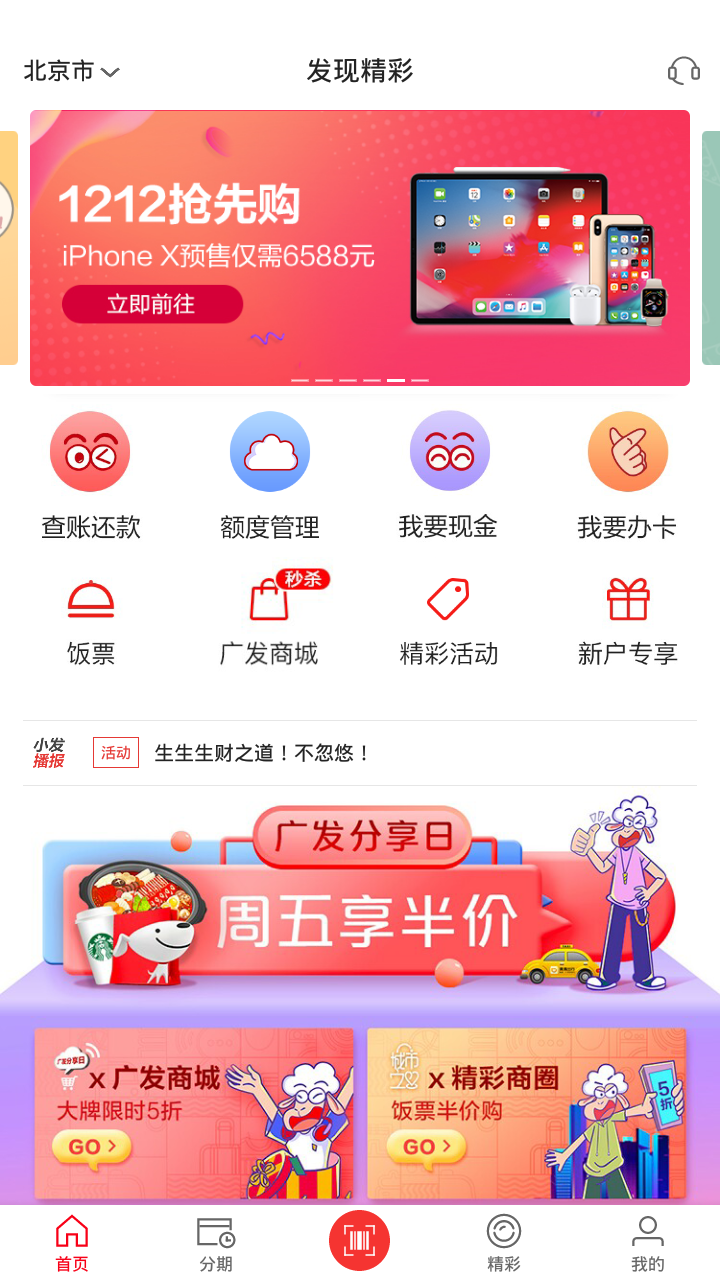 北京市
发现精彩
1212抢先购
iPhone X预售仅需6588元
立即前往
查账还款
额度管理
我要现金
我要办卡
秒杀
饭票
广发商城
精彩活动
新户专享
小发
播报
活动
生生生财之道！不忽悠！
广发分享日
周五享半价
广发分享日
x 广发商城
大牌限时5折
GO >
城市
x 精彩商圈
饭票半价购
5折
GO >
首页
分期
精彩
我的